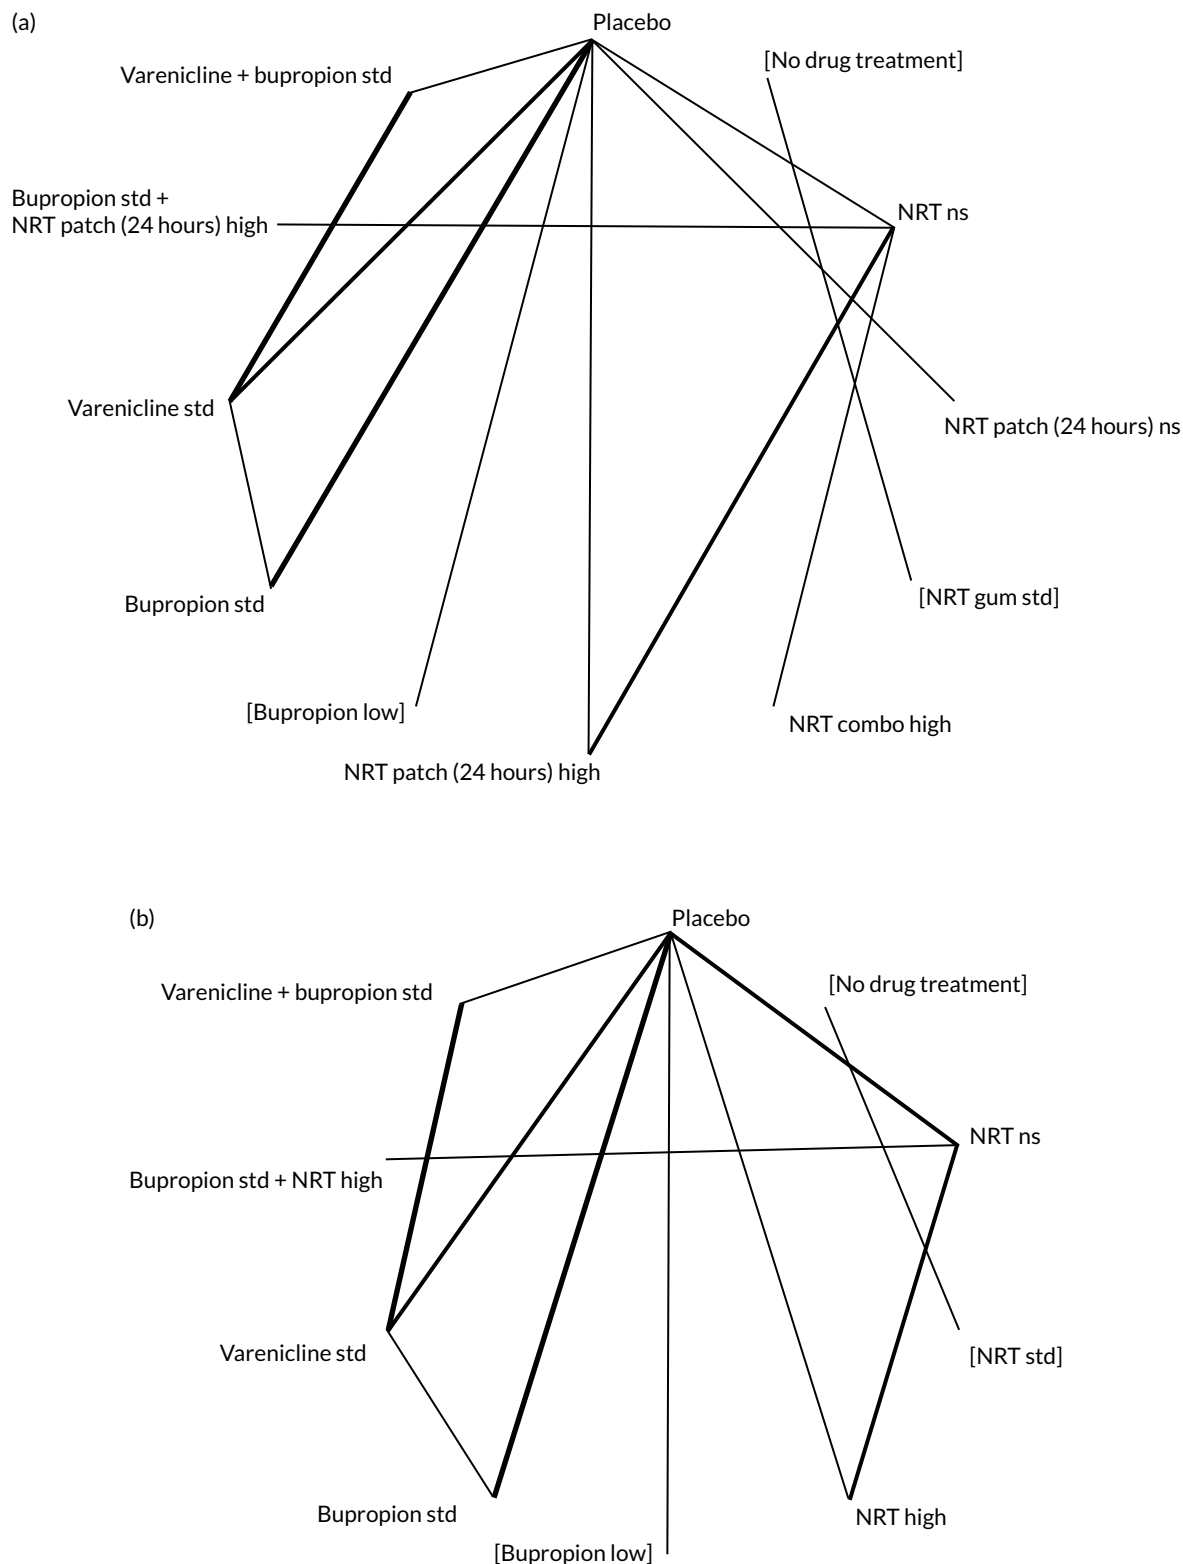 (a)
Placebo
[No drug treatment]
Varenicline + bupropion std
Bupropion std +
NRT patch (24 hours) high
NRT ns
Varenicline std
NRT patch (24 hours) ns
Bupropion std
[NRT gum std]
[Bupropion low]
NRT combo high
NRT patch (24 hours) high
(b)
Placebo
Varenicline + bupropion std
[No drug treatment]
NRT ns
Bupropion std + NRT high
Varenicline std
[NRT std]
Bupropion std
NRT high
[Bupropion low]